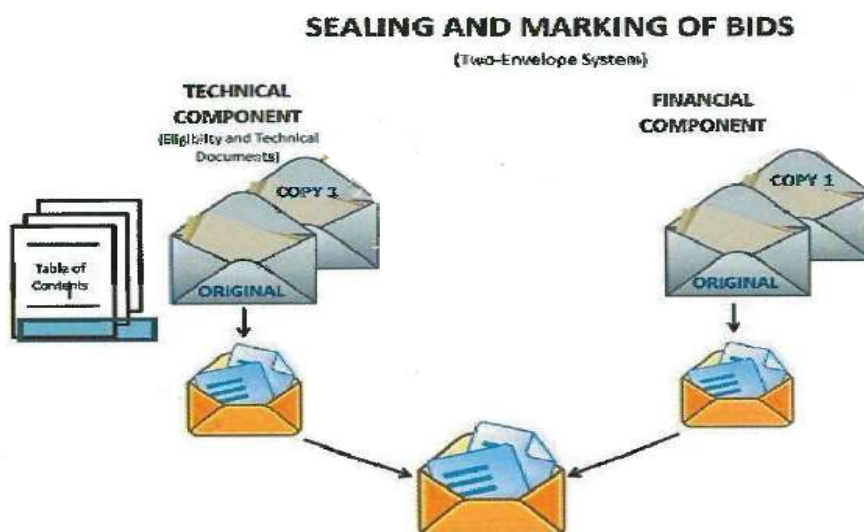 SEALING AND MARKING OF BIDS
(Two-Envelope System)
TECHNICAL
COMPONENT
(Eligibility and Technical
Documents)
FINANCIAL
COMPONENT
COPY 1
ORIGINAL
COPY 1
ORIGINAL
Table of
Contents